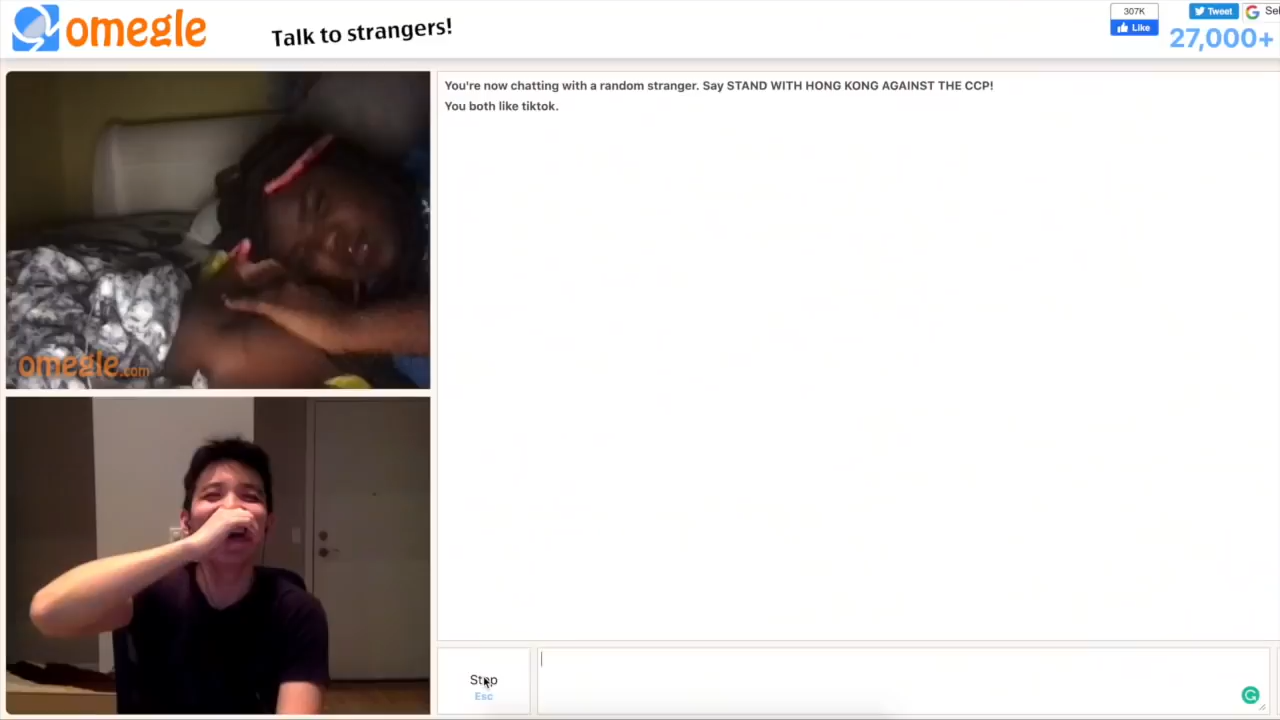 omegle
Talk to strangers!
307K
Like
Tweet
G Sel
27,000+
You're now chatting with a random stranger. Say STAND WITH HONG KONG AGAINST THE CCP!
You both like tiktok.
omegle.com
Stop
Esc